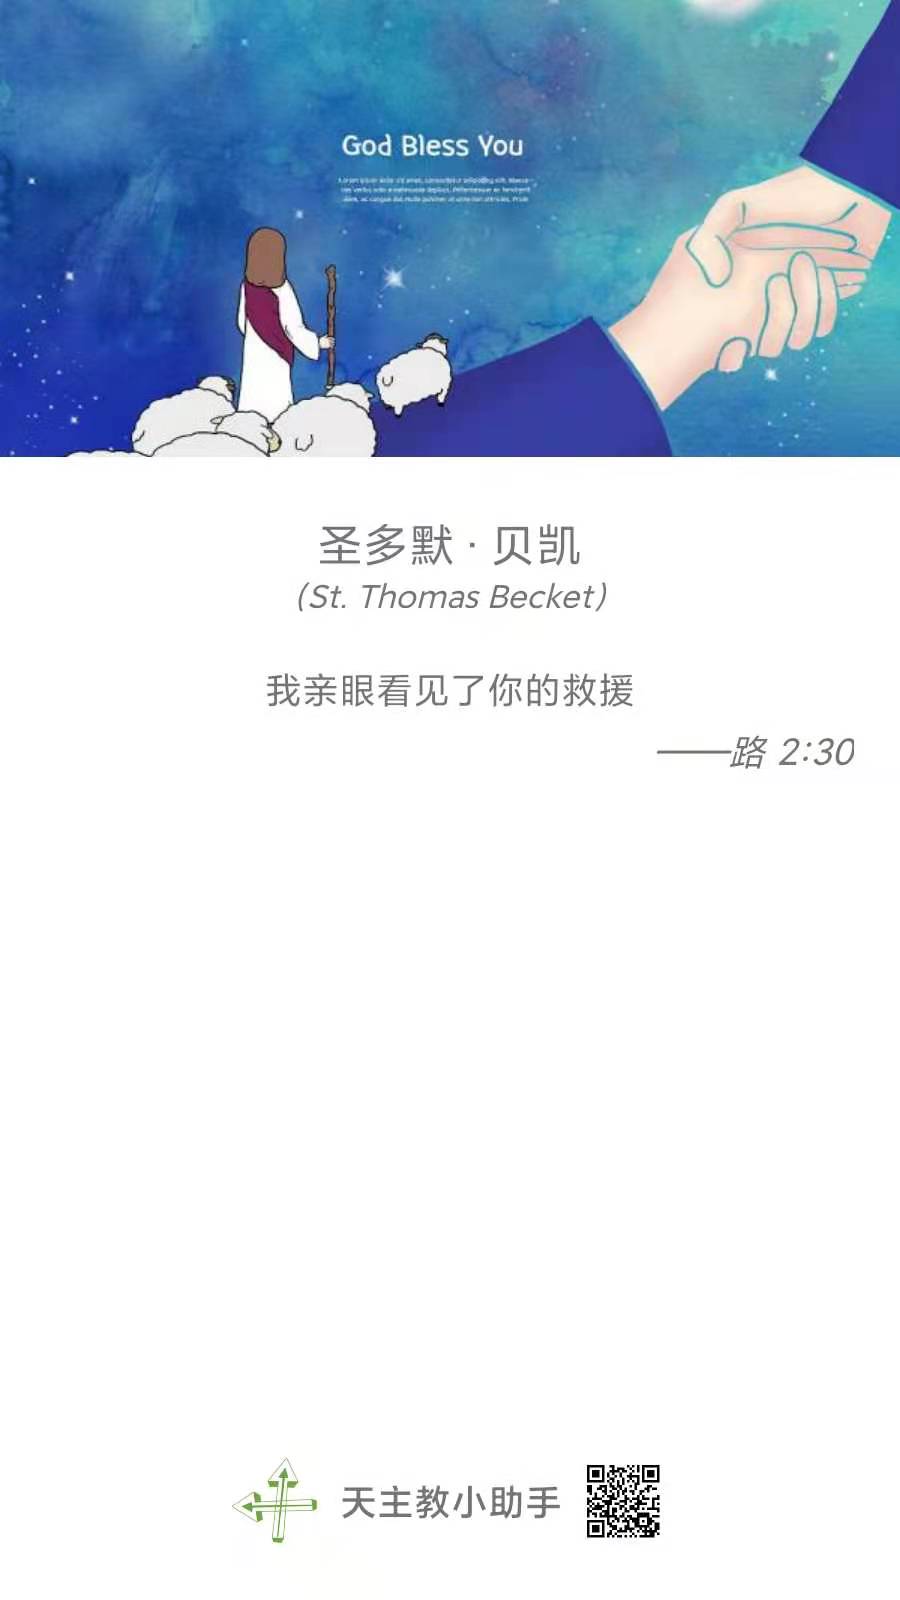 God Bless You
圣多默 · 贝凯
(St. Thomas Becket)
我亲眼看见了你的救援
——路 2:30
天主教小助手